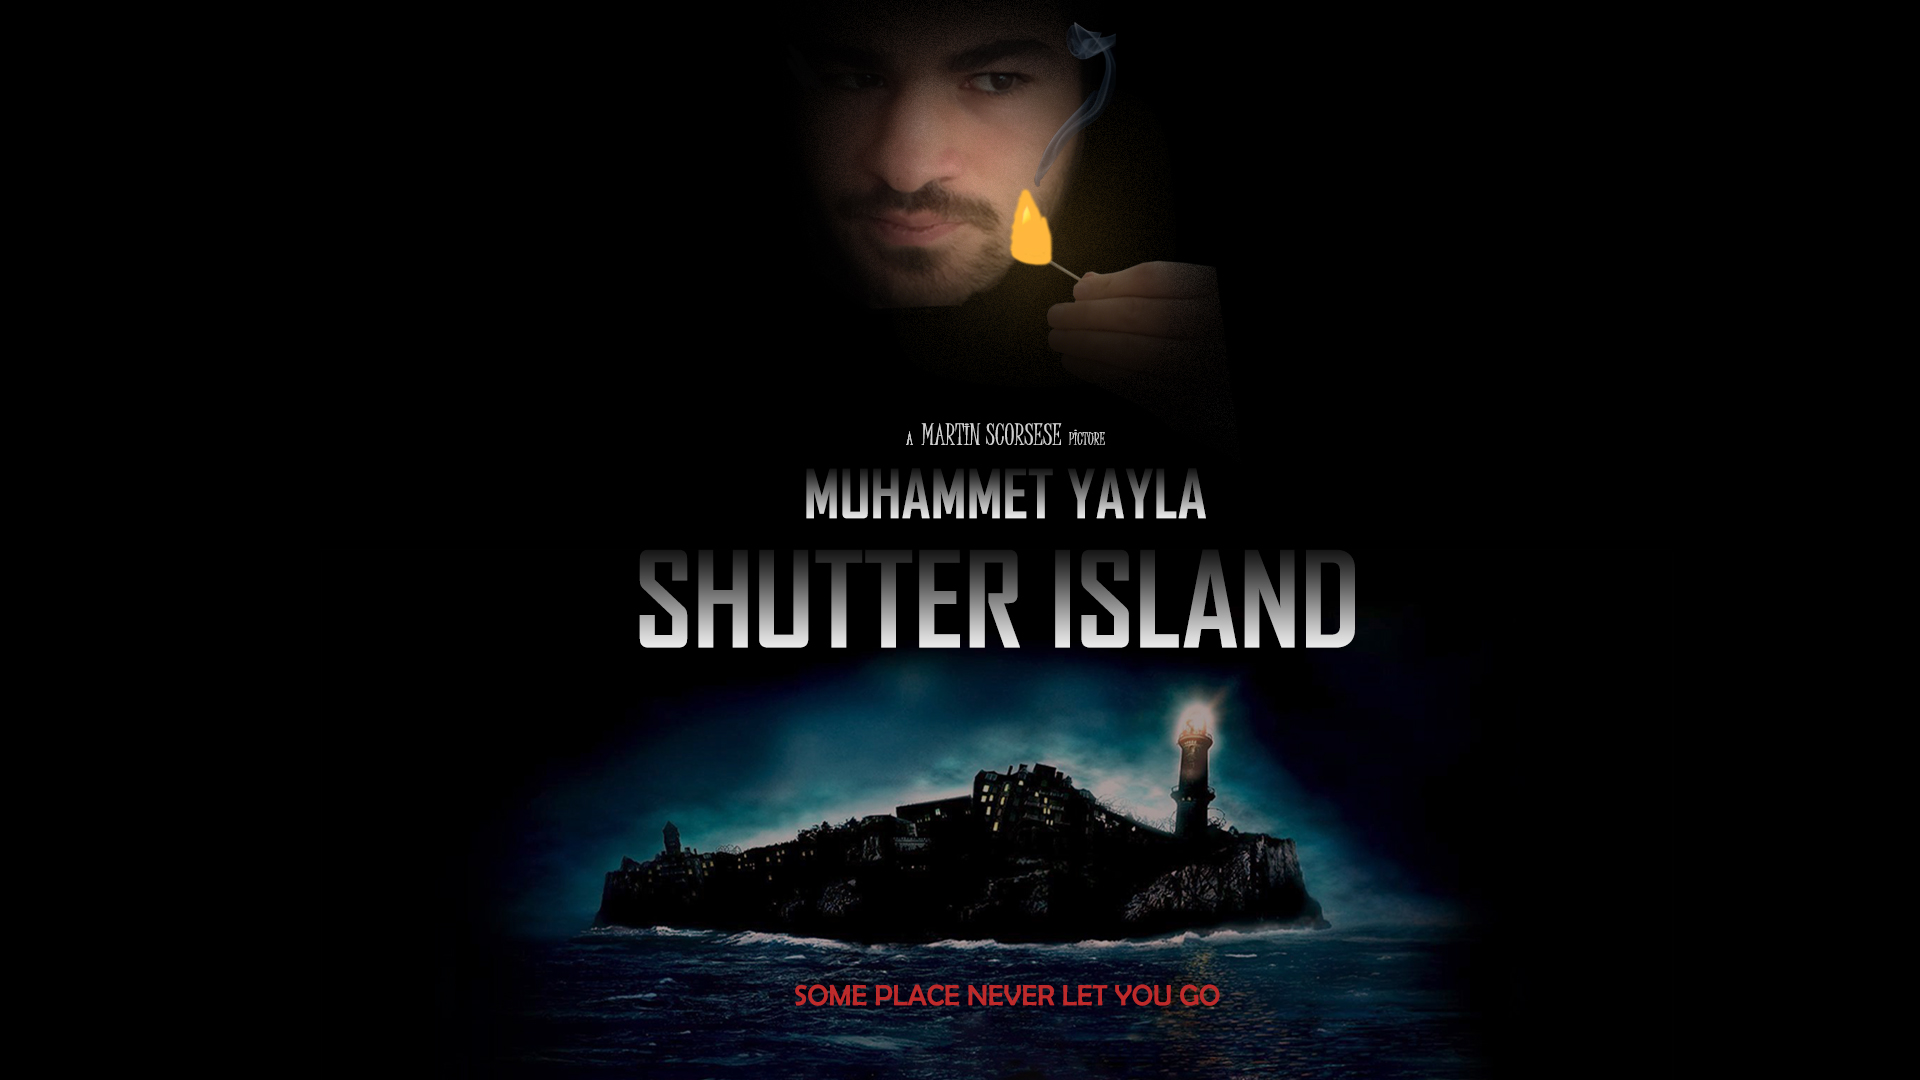 A MARTIN SCORSESE PICTURE
MUHAMMET YAYLA
SHUTTER ISLAND
SOME PLACE NEVER LET YOU GO